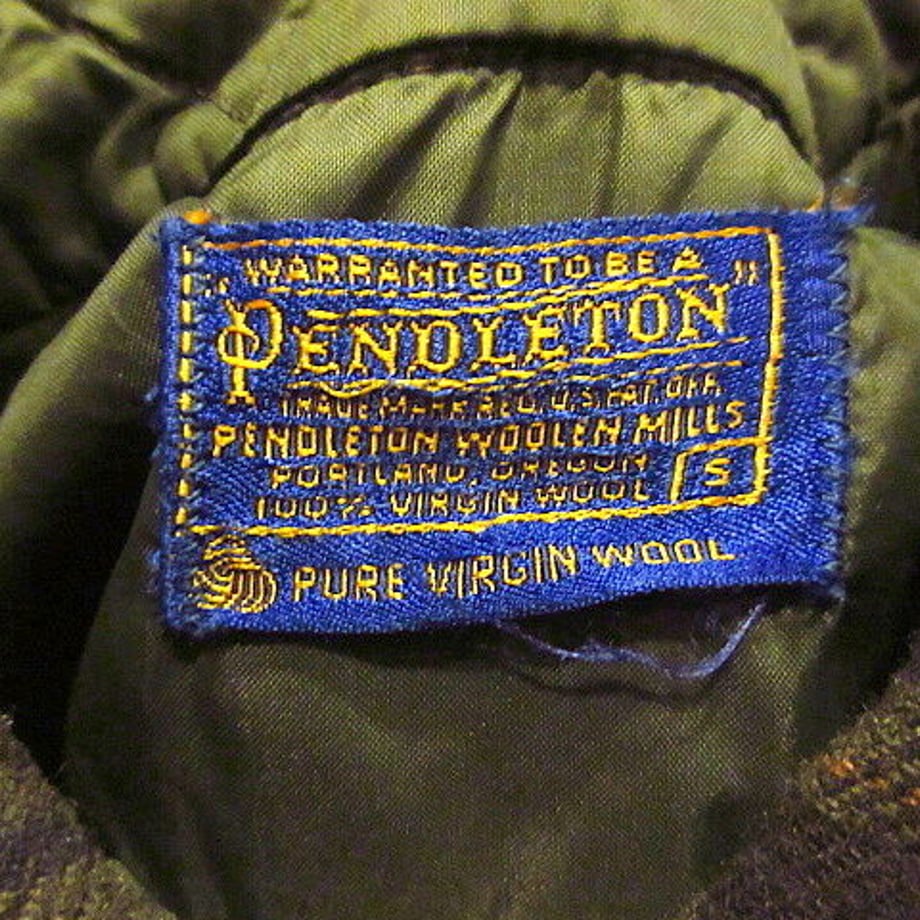 WARRANTED TO BE A
"PENDLETON"
TRADE MARK REG. U.S. PAT. OFF.
PENDLETON WOOLEN MILLS
PORTLAND, OREGON
100% VIRGIN WOOL S
PURE VIRGIN WOOL